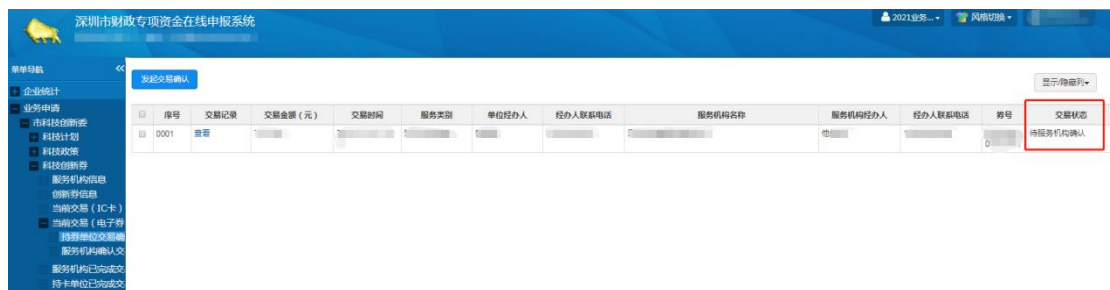 深圳市财政专项资金在线申报系统
2021业务... 风格切换
菜单导航 «
发起交易确认
显示/隐藏列
企业统计
业务申请
市科技创新委
科技计划
科技政策
科技创新券
服务机构信息
创新券信息
当前交易（IC卡）
当前交易（电子券
持券单位交易确
服务机构确认交
服务机构已完成交
持卡单位已完成交
序号 交易记录 交易金额（元） 交易时间 服务类别 单位经办人 经办人联系电话 服务机构名称 服务机构经办人 经办人联系电话 券号 交易状态
0001 查看 待服务机构确认